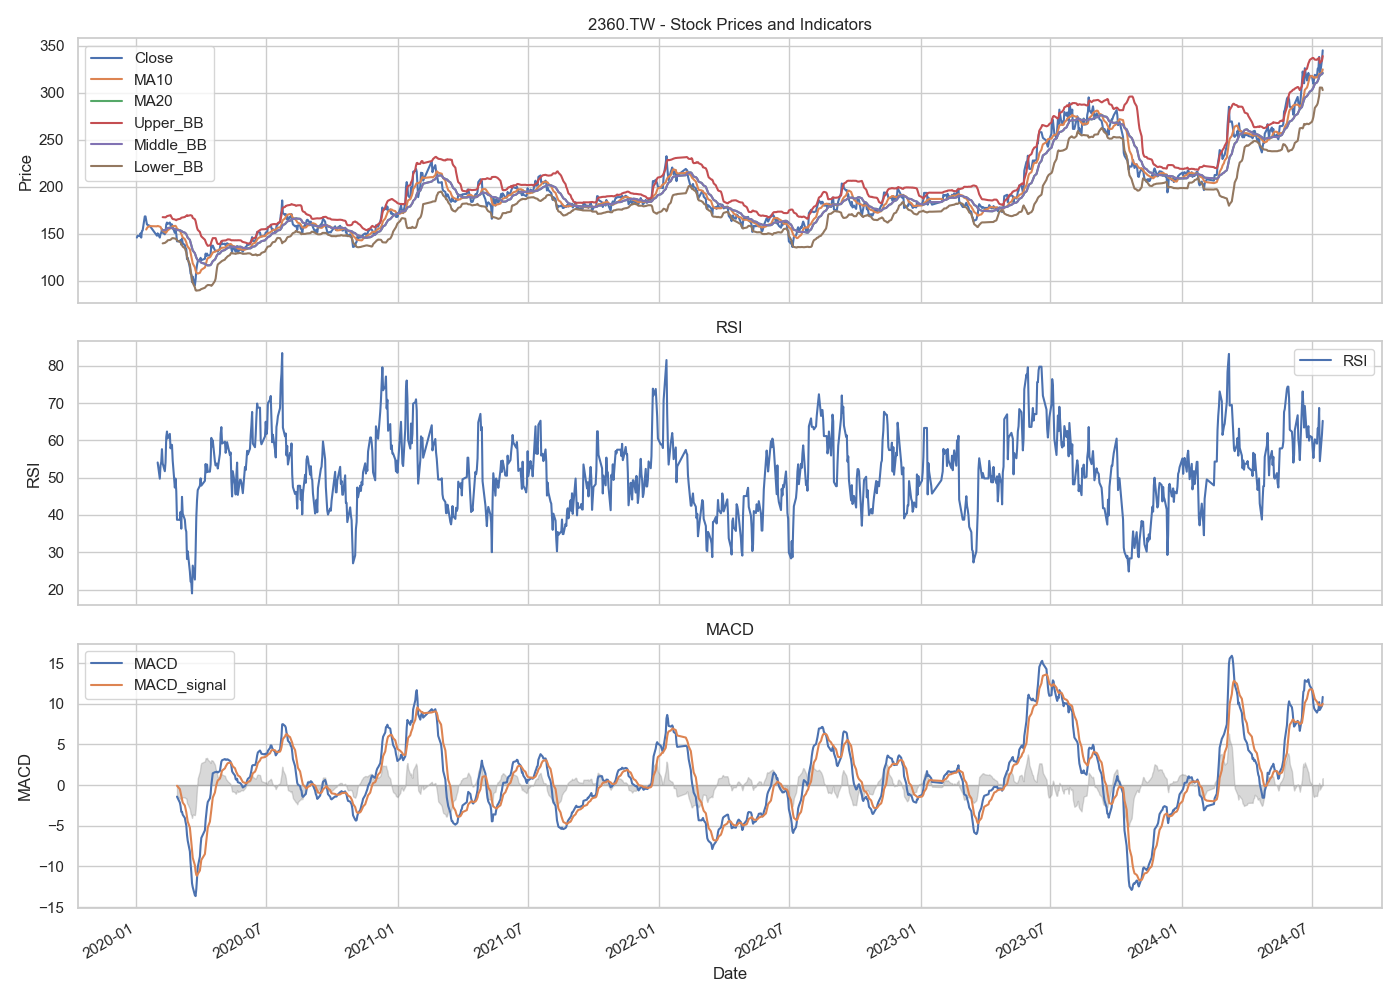 2360.TW - Stock Prices and Indicators
350
300
250
200
150
100
Price
Close
MA10
MA20
Upper_BB
Middle_BB
Lower_BB
RSI
80
70
60
50
40
30
20
RSI
RSI
MACD
15
10
5
0
−5
−10
−15
MACD
MACD
MACD_signal
2020-01
2020-07
2021-01
2021-07
2022-01
2022-07
2023-01
2023-07
2024-01
2024-07
Date